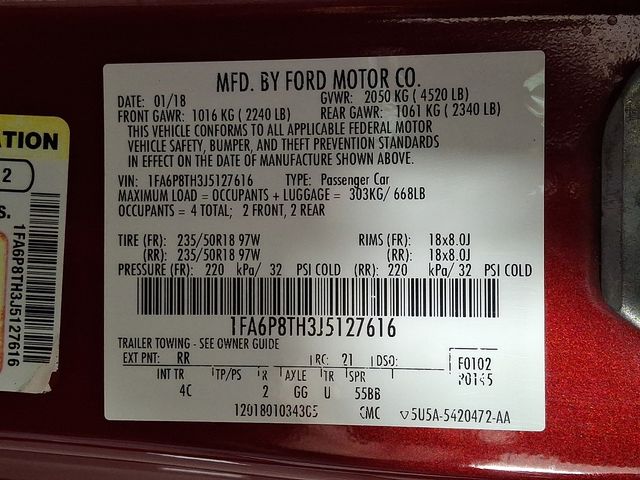 MFD. BY FORD MOTOR CO.
DATE: 01/18 GVWR: 2050 KG ( 4520 LB)
FRONT GAWR: 1016 KG ( 2240 LB) REAR GAWR: 1061 KG ( 2340 LB)
THIS VEHICLE CONFORMS TO ALL APPLICABLE FEDERAL MOTOR
VEHICLE SAFETY, BUMPER, AND THEFT PREVENTION STANDARDS
IN EFFECT ON THE DATE OF MANUFACTURE SHOWN ABOVE.
VIN: 1FA6P8TH3J5127616 TYPE: Passenger Car
MAXIMUM LOAD = OCCUPANTS + LUGGAGE = 303KG/ 668LB
OCCUPANTS = 4 TOTAL; 2 FRONT, 2 REAR
TIRE (FR): 235/50R18 97W RIMS (FR): 18x8.0J
(RR): 235/50R18 97W (RR): 18x8.0J
PRESSURE (FR): 220 kPa/ 32 PSI COLD (RR): 220 kPa/ 32 PSI COLD
1FA6P8TH3J5127616
TRAILER TOWING - SEE OWNER GUIDE
EXT PNT: RR RC: 21 DSO: F0102
INT TR TP/PS R AXLE TR SPR
4C 2 GG U 55BB
CMC 5U5A-5420472-AA
TION
2
S.
1FA6P8TH3J5127616